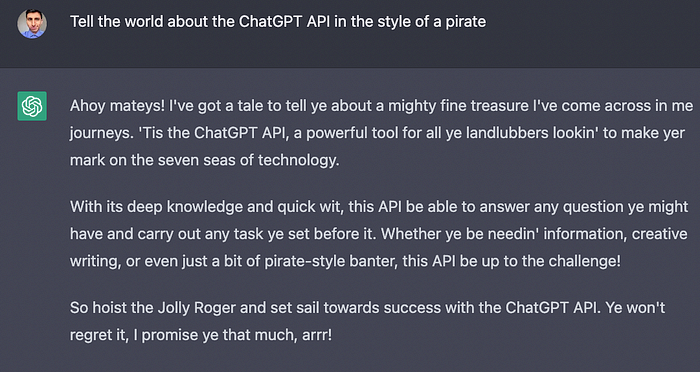 Tell the world about the ChatGPT API in the style of a pirate
Ahoy mateys! I've got a tale to tell ye about a mighty fine treasure I've come across in me
journeys. 'Tis the ChatGPT API, a powerful tool for all ye landlubbers lookin' to make yer
mark on the seven seas of technology.
With its deep knowledge and quick wit, this API be able to answer any question ye might
have and carry out any task ye set before it. Whether ye be needin' information, creative
writing, or even just a bit of pirate-style banter, this API be up to the challenge!
So hoist the Jolly Roger and set sail towards success with the ChatGPT API. Ye won't
regret it, I promise ye that much, arrr!